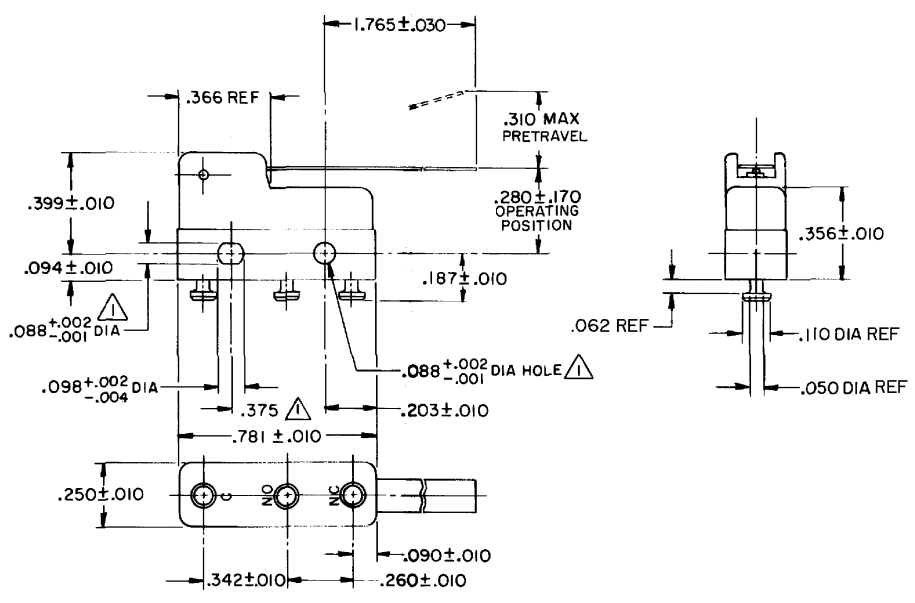 1.765±.030
.366 REF
.310 MAX
PRETRAVEL
.399±.010
.280±.170
OPERATING
POSITION
.356±.010
.094±.010
.187±.010
1
.088+.002
-.001 DIA
.062 REF
.110 DIA REF
.088+.002
-.001 DIA HOLE 1
.098+.002
-.004 DIA
.050 DIA REF
.375 1
.203±.010
.781±.010
.250±.010
C
NO
NC
.090±.010
.342±.010
.260±.010